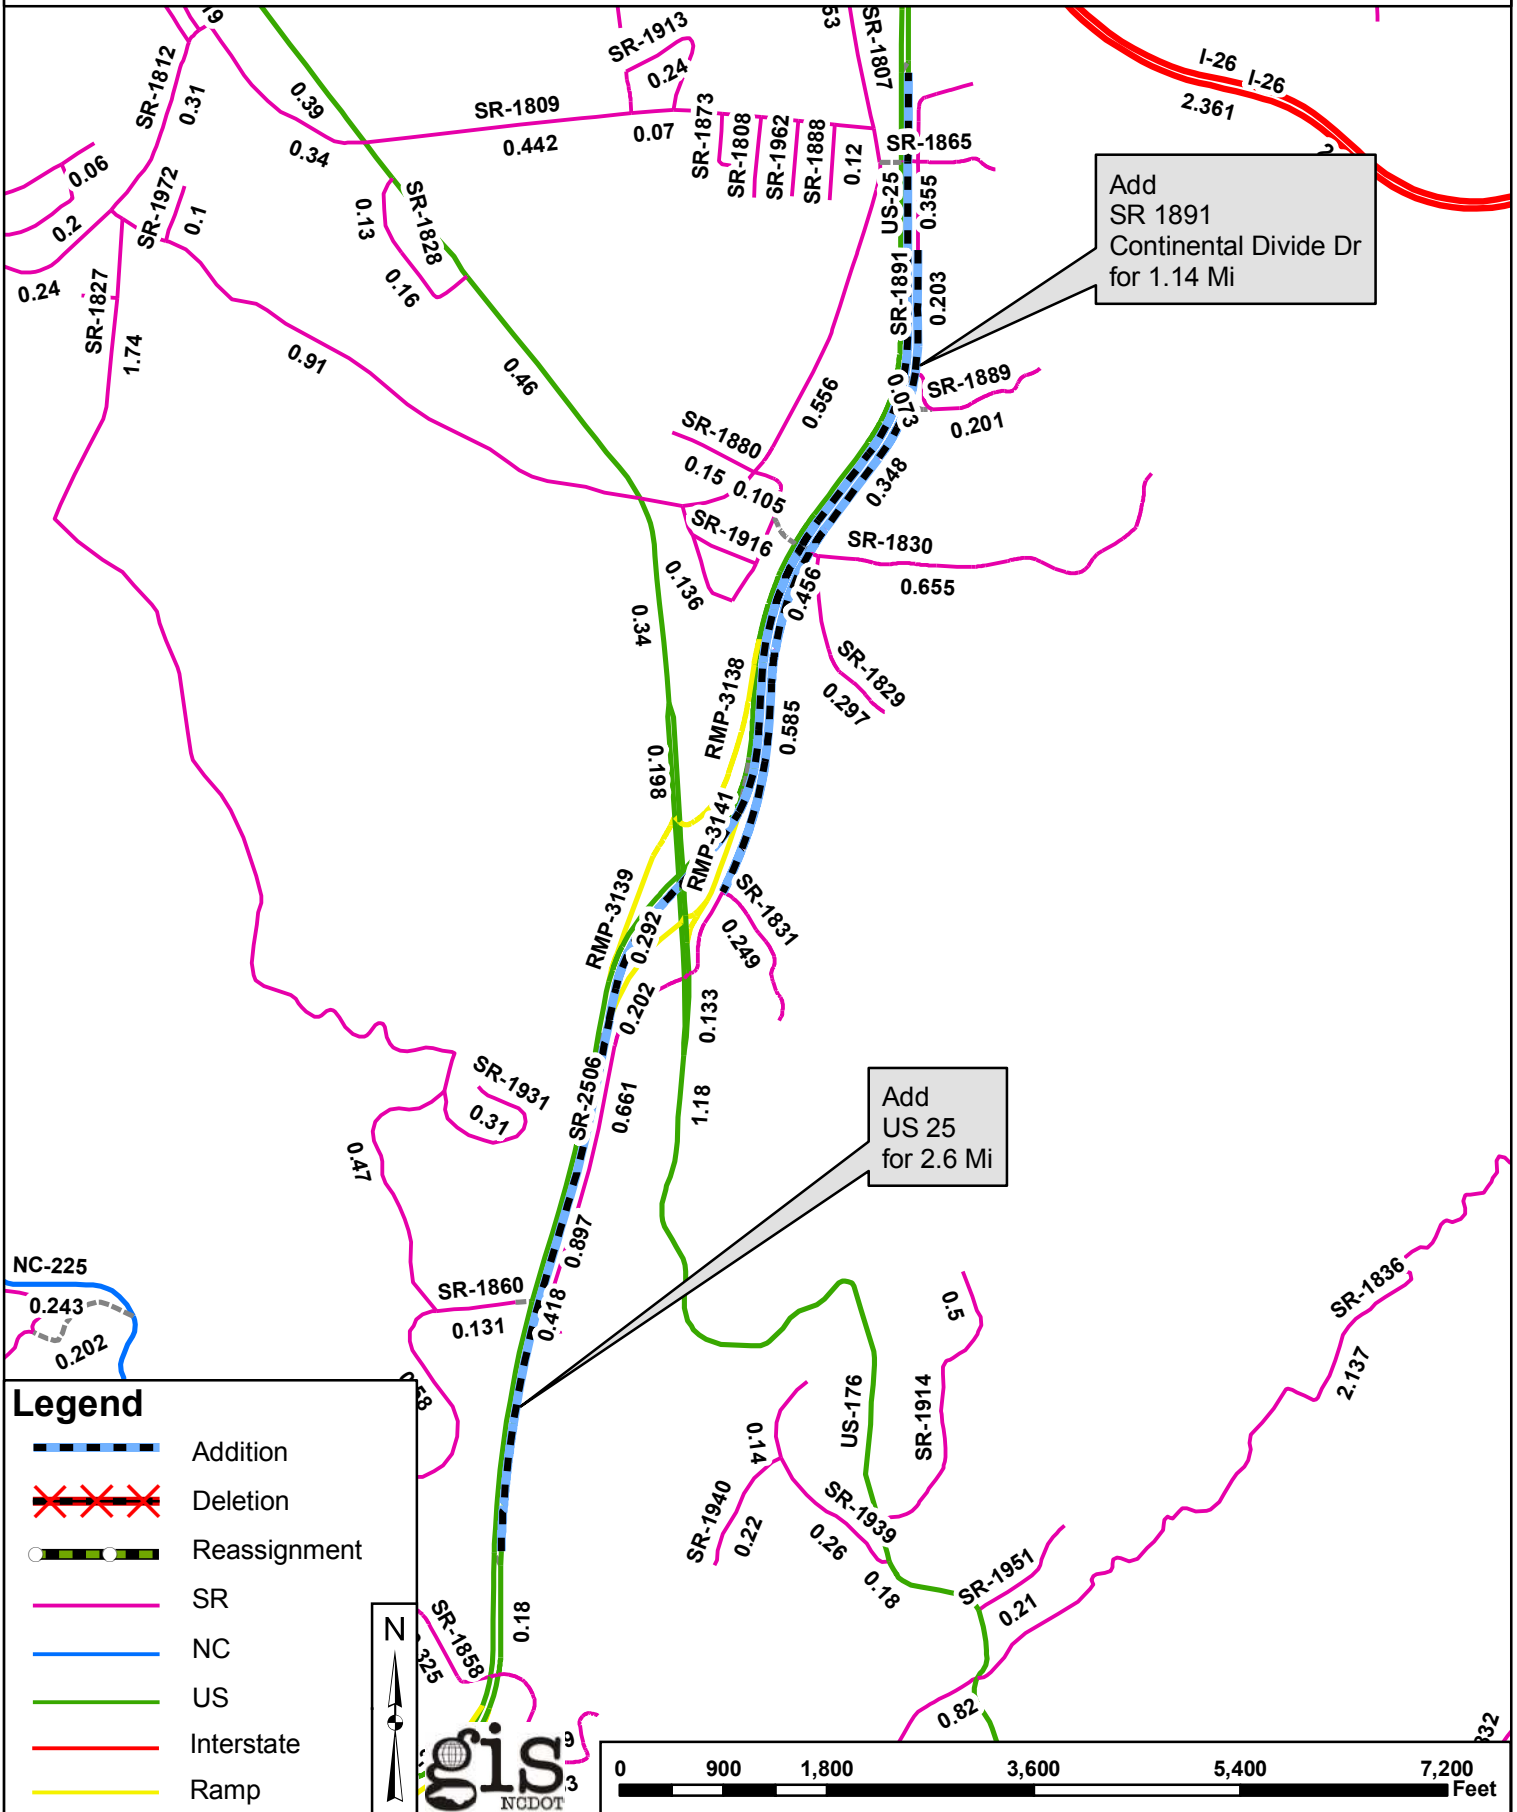 SR-1913
0.24
SR-1812
0.31
0.39
0.34
SR-1809
0.442
0.07
SR-1873
SR-1808
SR-1962
SR-1888
0.12
SR-1807
53
19
SR-1865
US-25
0.355
I-26
I-26
2.361
Add
SR 1891
Continental Divide Dr
for 1.14 Mi
0.06
0.2
0.24
SR-1972
0.1
SR-1827
1.74
0.13
SR-1828
0.16
0.91
0.46
SR-1891
0.203
0.073
SR-1889
0.201
0.556
SR-1880
0.15
0.105
0.348
SR-1916
0.136
SR-1830
0.655
0.456
0.34
SR-1829
0.297
RMP-3138
0.585
0.198
RMP-3141
RMP-3139
0.292
SR-1831
0.249
0.202
0.133
SR-2506
0.661
1.18
SR-1931
0.31
0.47
Add
US 25
for 2.6 Mi
0.897
NC-225
0.243
0.202
SR-1860
0.131
0.418
0.5
SR-1836
2.137
US-176
SR-1914
0.14
SR-1940
0.22
SR-1939
0.26
0.18
SR-1951
0.21
0.82
332
0.18
SR-1858
325
58
Legend
Addition
Deletion
Reassignment
SR
NC
US
Interstate
Ramp
N
gis
NCDOT
0 900 1,800 3,600 5,400 7,200
Feet